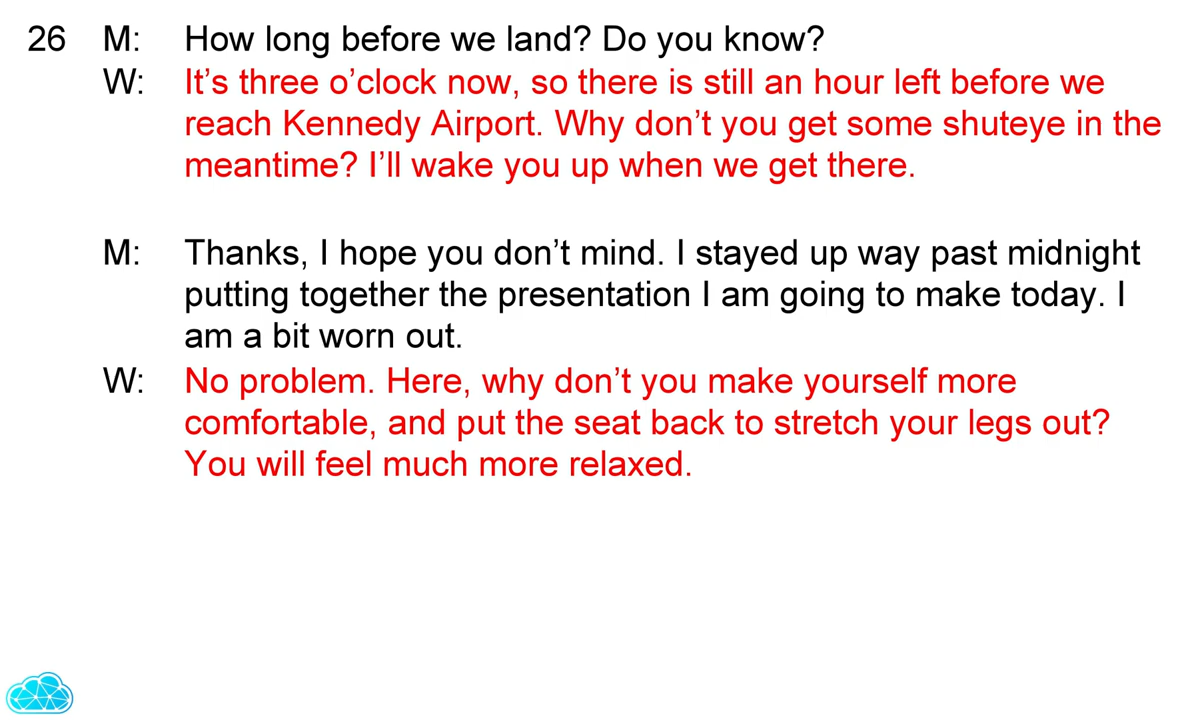 26 M: How long before we land? Do you know?
W: It’s three o’clock now, so there is still an hour left before we
reach Kennedy Airport. Why don’t you get some shuteye in the
meantime? I’ll wake you up when we get there.
M: Thanks, I hope you don’t mind. I stayed up way past midnight
putting together the presentation I am going to make today. I
am a bit worn out.
W: No problem. Here, why don’t you make yourself more
comfortable, and put the seat back to stretch your legs out?
You will feel much more relaxed.